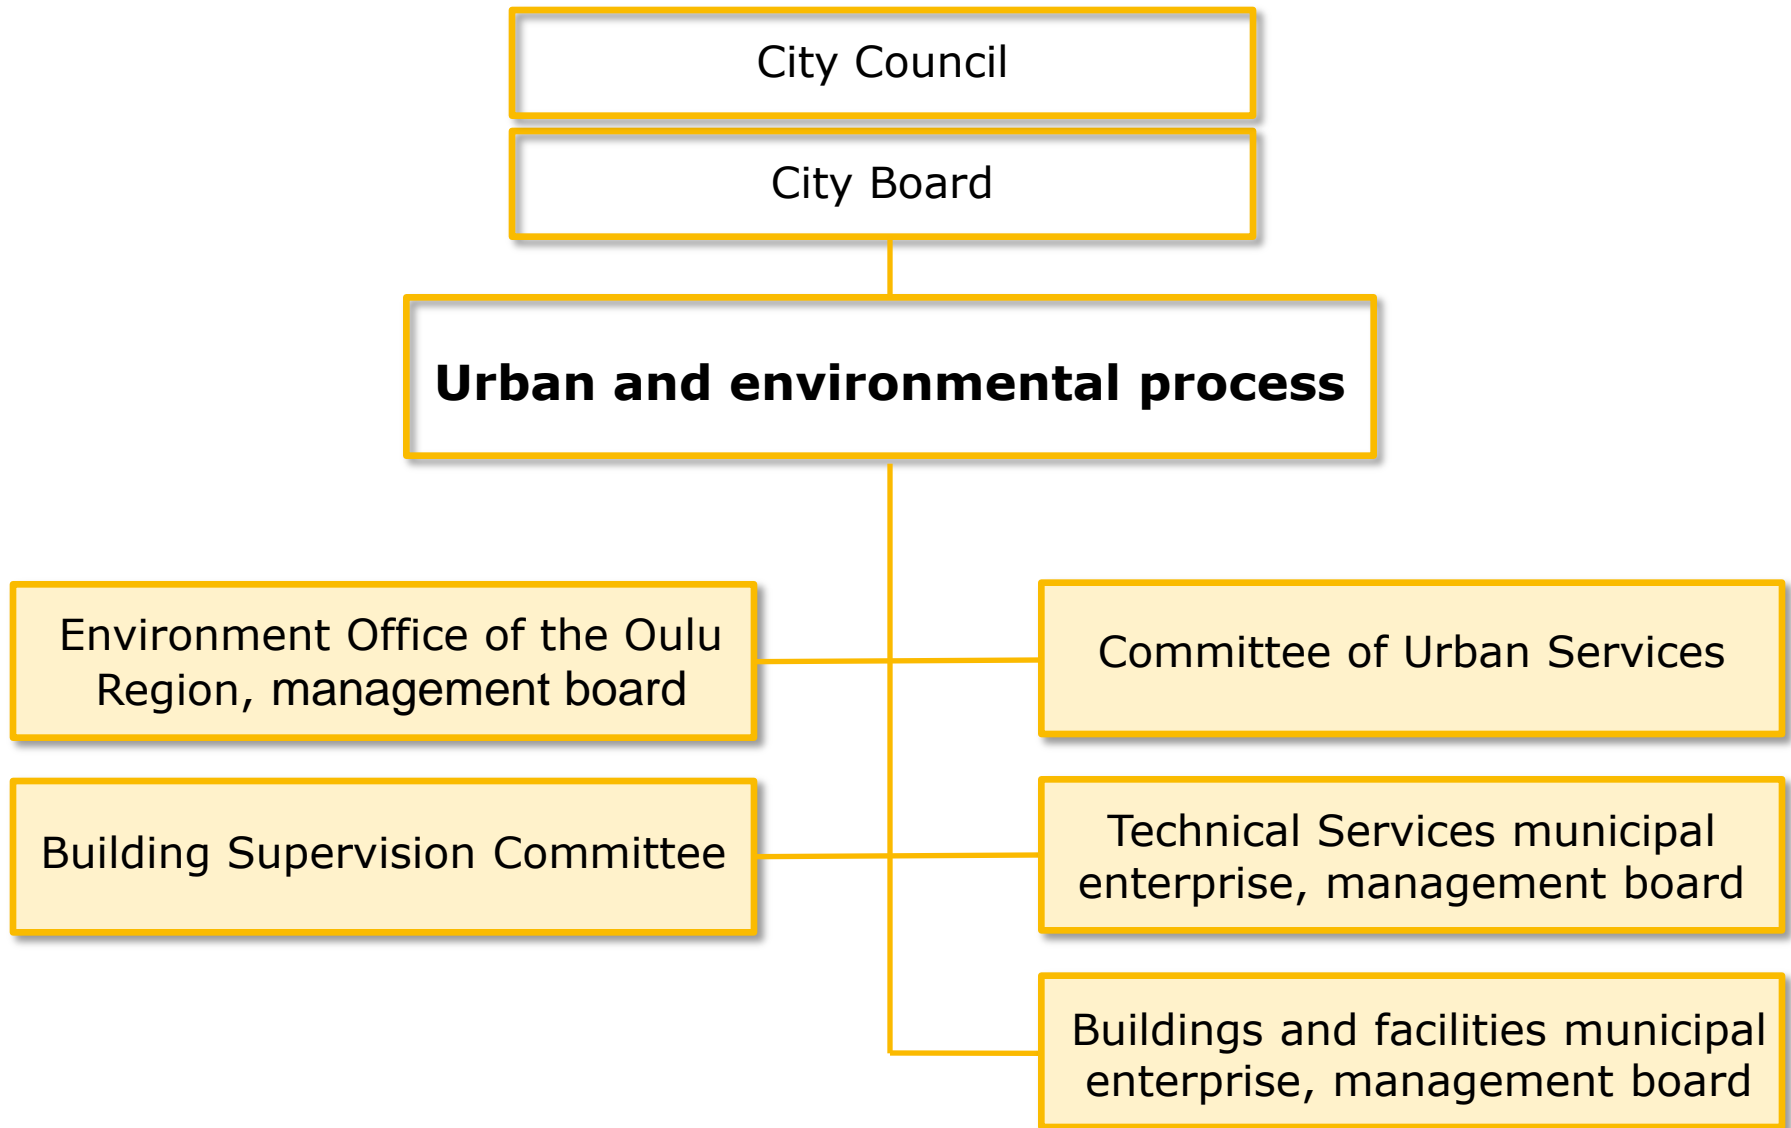 City Council
City Board
Urban and environmental process
Environment Office of the Oulu
Region, management board
Committee of Urban Services
Building Supervision Committee
Technical Services municipal
enterprise, management board
Buildings and facilities municipal
enterprise, management board